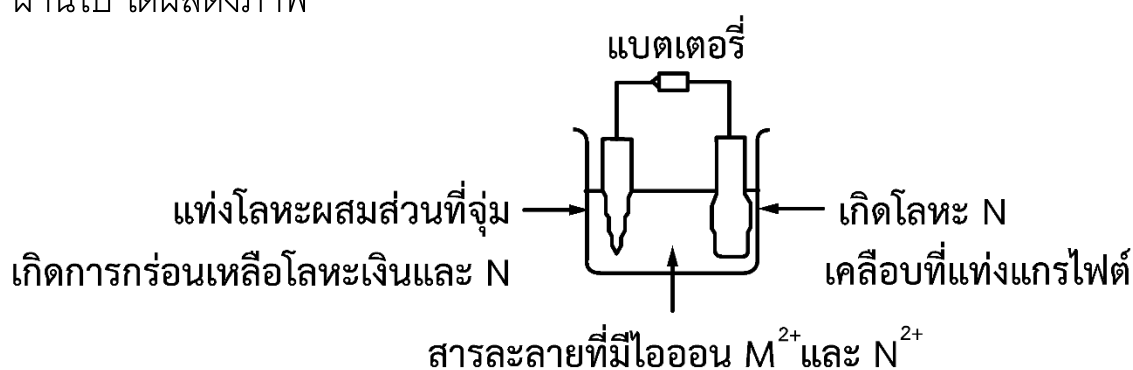 ผ่านไป ได้ผลดังภาพ
แบตเตอรี่
แท่งโลหะผสมส่วนที่จุ่ม
เกิดการกร่อนเหลือโลหะเงินและ N
เกิดโลหะ N
เคลือบที่แท่งแกรไฟต์
สารละลายที่มีไอออน M²⁺และ N²⁺